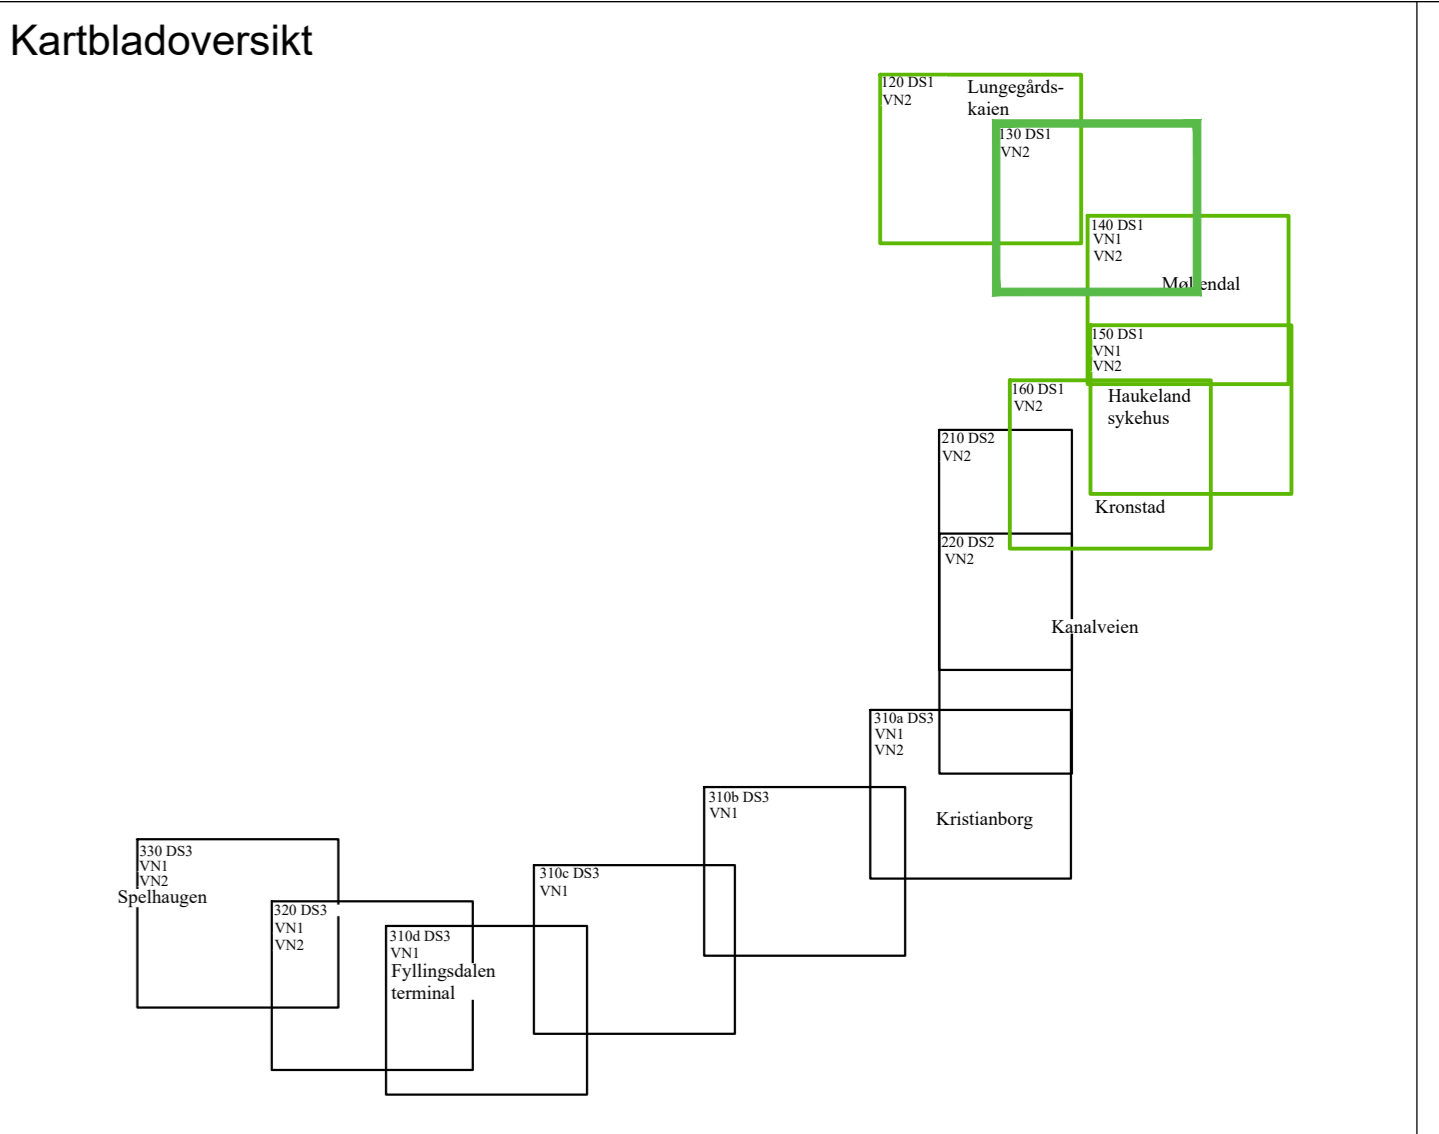 Kartbladoversikt
120 DS1
VN2
Lungegårds-
kaien
130 DS1
VN2
140 DS1
VN1
VN2
Møllendal
150 DS1
VN1
VN2
160 DS1
VN2
Haukeland
sykehus
210 DS2
VN2
Kronstad
220 DS2
VN2
Kanalveien
310a DS3
VN1
VN2
310b DS3
VN1
Kristianborg
330 DS3
VN1
VN2
Spelhaugen
310c DS3
VN1
320 DS3
VN1
VN2
310d DS3
VN1
Fyllingsdalen
terminal